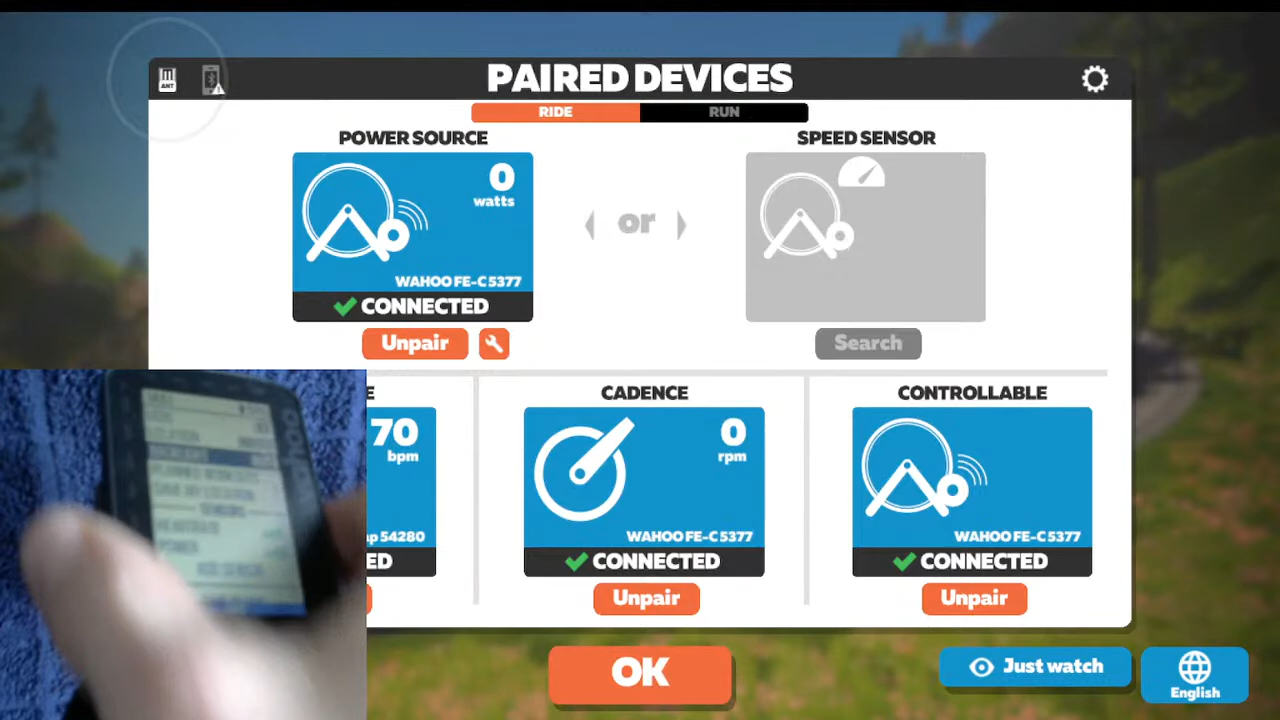 PAIRED DEVICES
ANT
RIDE
RUN
POWER SOURCE
0
watts
WAHOO FE-C 5377
CONNECTED
Unpair
or
SPEED SENSOR
Search
E
70
bpm
ap 54280
ED
CADENCE
0
rpm
WAHOO FE-C 5377
CONNECTED
Unpair
CONTROLLABLE
WAHOO FE-C 5377
CONNECTED
Unpair
OK
Just watch
English